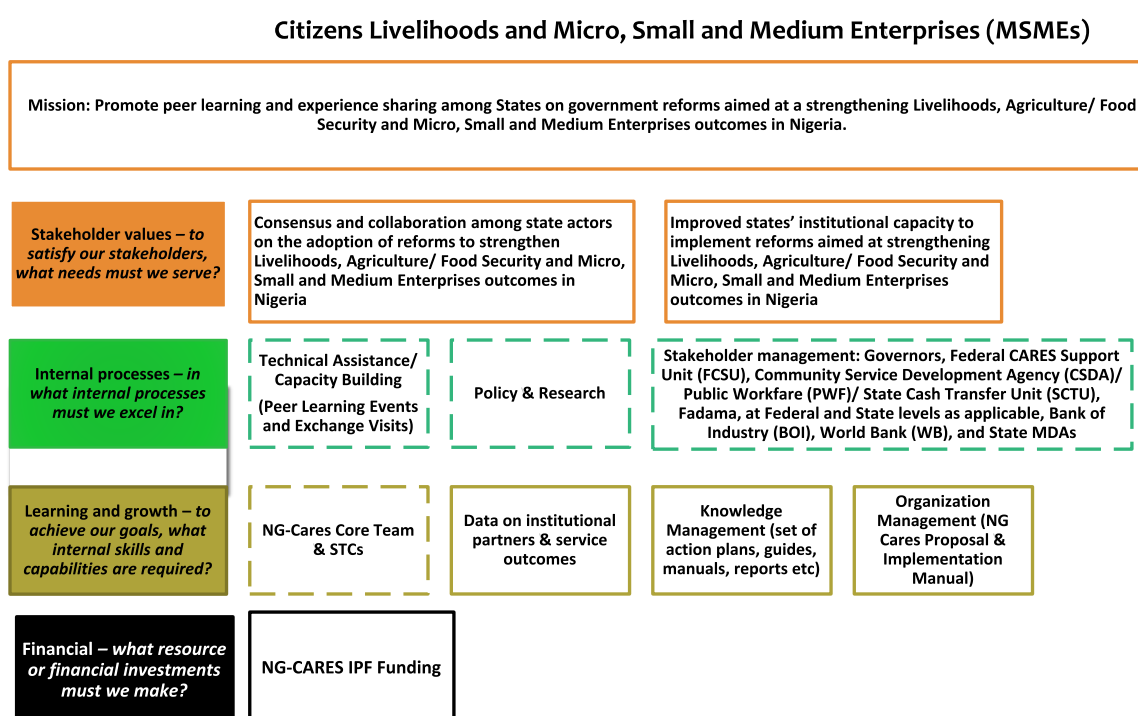 Citizens Livelihoods and Micro, Small and Medium Enterprises (MSMEs)
Mission: Promote peer learning and experience sharing among States on government reforms aimed at a strengthening Livelihoods, Agriculture/ Food
Security and Micro, Small and Medium Enterprises outcomes in Nigeria.
Stakeholder values – to
satisfy our stakeholders,
what needs must we serve?
Consensus and collaboration among state actors
on the adoption of reforms to strengthen
Livelihoods, Agriculture/ Food Security and Micro,
Small and Medium Enterprises outcomes in
Nigeria
Improved states’ institutional capacity to
implement reforms aimed at strengthening
Livelihoods, Agriculture/ Food Security and
Micro, Small and Medium Enterprises
outcomes in Nigeria
Internal processes – in
what internal processes
must we excel in?
Technical Assistance/
Capacity Building
(Peer Learning Events
and Exchange Visits)
Policy & Research
Stakeholder management: Governors, Federal CARES Support
Unit (FCSU), Community Service Development Agency (CSDA)/
Public Workfare (PWF)/ State Cash Transfer Unit (SCTU),
Fadama, at Federal and State levels as applicable, Bank of
Industry (BOI), World Bank (WB), and State MDAs
Learning and growth – to
achieve our goals, what
internal skills and
capabilities are required?
NG-Cares Core Team
& STCs
Data on institutional
partners & service
outcomes
Knowledge
Management (set of
action plans, guides,
manuals, reports etc)
Organization
Management (NG
Cares Proposal &
Implementation
Manual)
Financial – what resource
or financial investments
must we make?
NG-CARES IPF Funding